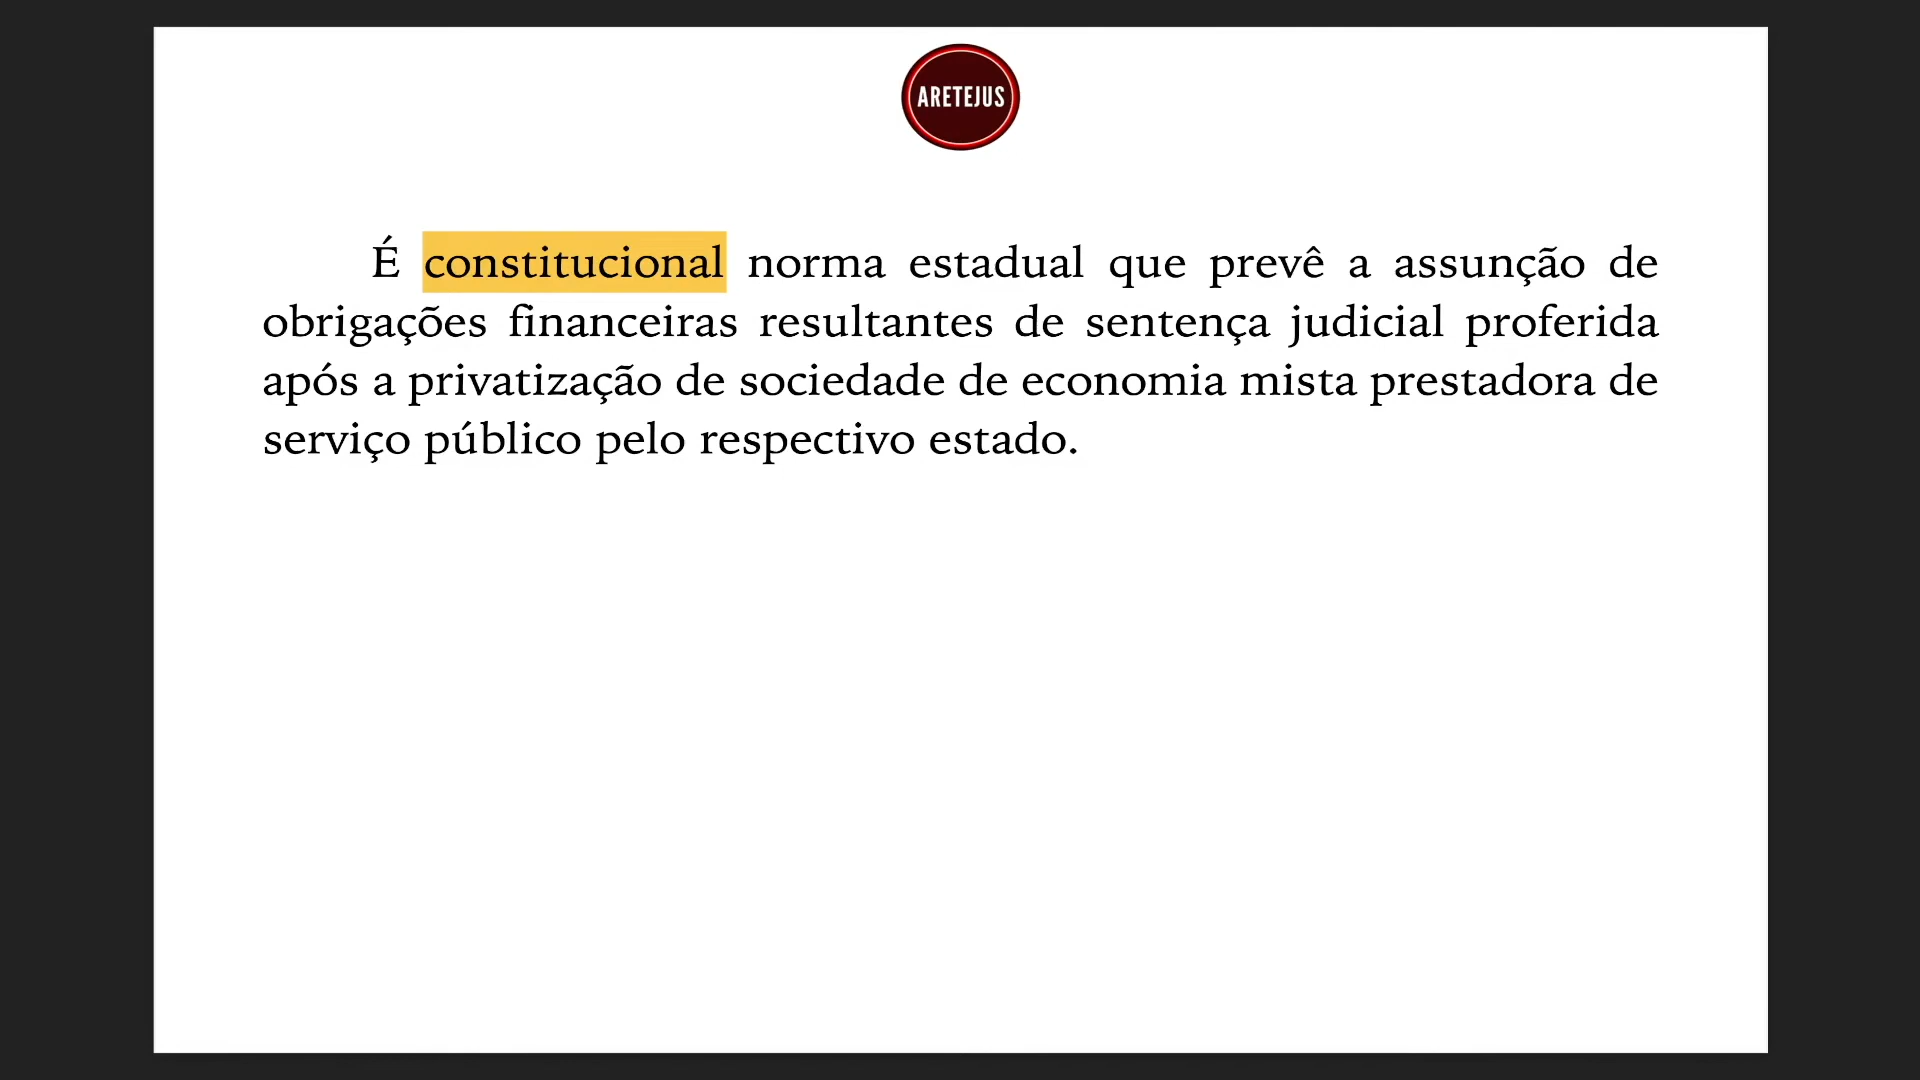 ARETEJUS
É constitucional norma estadual que prevê a assunção de
obrigações financeiras resultantes de sentença judicial proferida
após a privatização de sociedade de economia mista prestadora de
serviço público pelo respectivo estado.